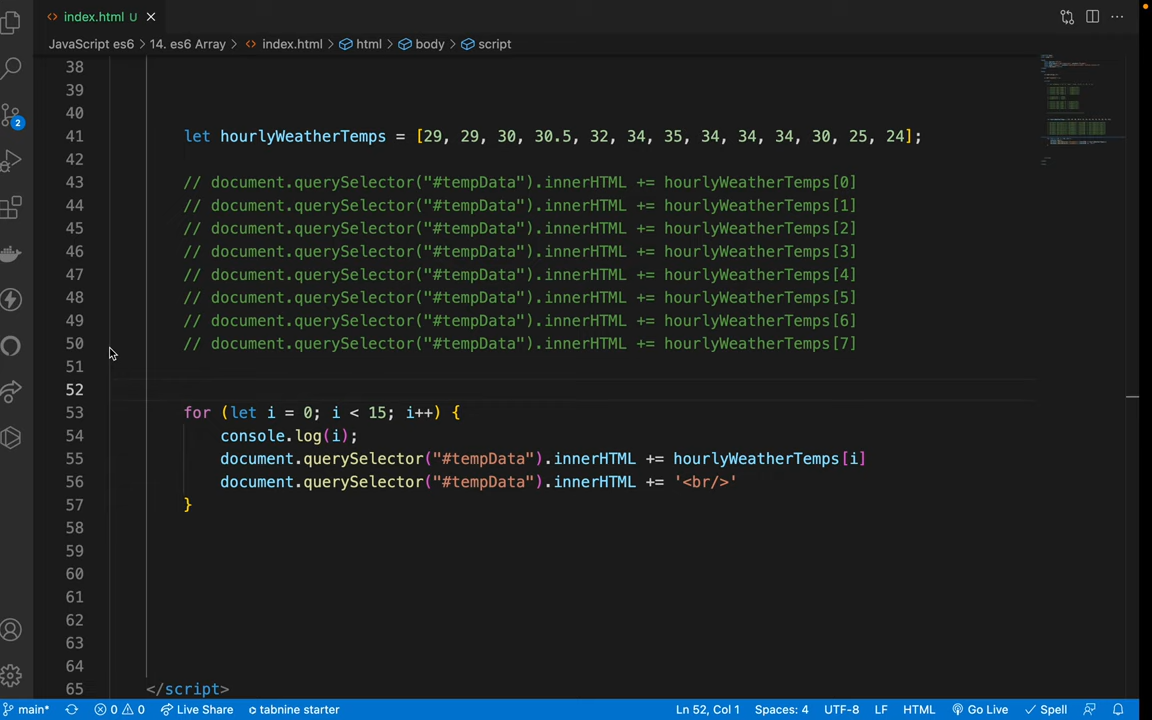 index.html U
JavaScript es6 > 14. es6 Array > index.html > html > body > script
38
39
40
41 let hourlyWeatherTemps = [29, 29, 30, 30.5, 32, 34, 35, 34, 34, 34, 30, 25, 24];
42
43 // document.querySelector("#tempData").innerHTML += hourlyWeatherTemps[0]
44 // document.querySelector("#tempData").innerHTML += hourlyWeatherTemps[1]
45 // document.querySelector("#tempData").innerHTML += hourlyWeatherTemps[2]
46 // document.querySelector("#tempData").innerHTML += hourlyWeatherTemps[3]
47 // document.querySelector("#tempData").innerHTML += hourlyWeatherTemps[4]
48 // document.querySelector("#tempData").innerHTML += hourlyWeatherTemps[5]
49 // document.querySelector("#tempData").innerHTML += hourlyWeatherTemps[6]
50 // document.querySelector("#tempData").innerHTML += hourlyWeatherTemps[7]
51
52
53 for (let i = 0; i < 15; i++) {
54 console.log(i);
55 document.querySelector("#tempData").innerHTML += hourlyWeatherTemps[i]
56 document.querySelector("#tempData").innerHTML += '<br/>'
57 }
58
59
60
61
62
63
64
65 </script>
2
main* 0 0 Live Share tabnine starter Ln 52, Col 1 Spaces: 4 UTF-8 LF HTML Go Live Spell